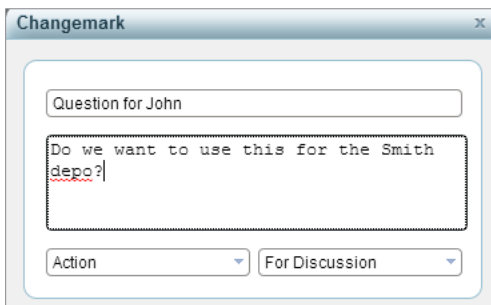 Changemark
Question for John
Do we want to use this for the Smith
depo?
Action
For Discussion